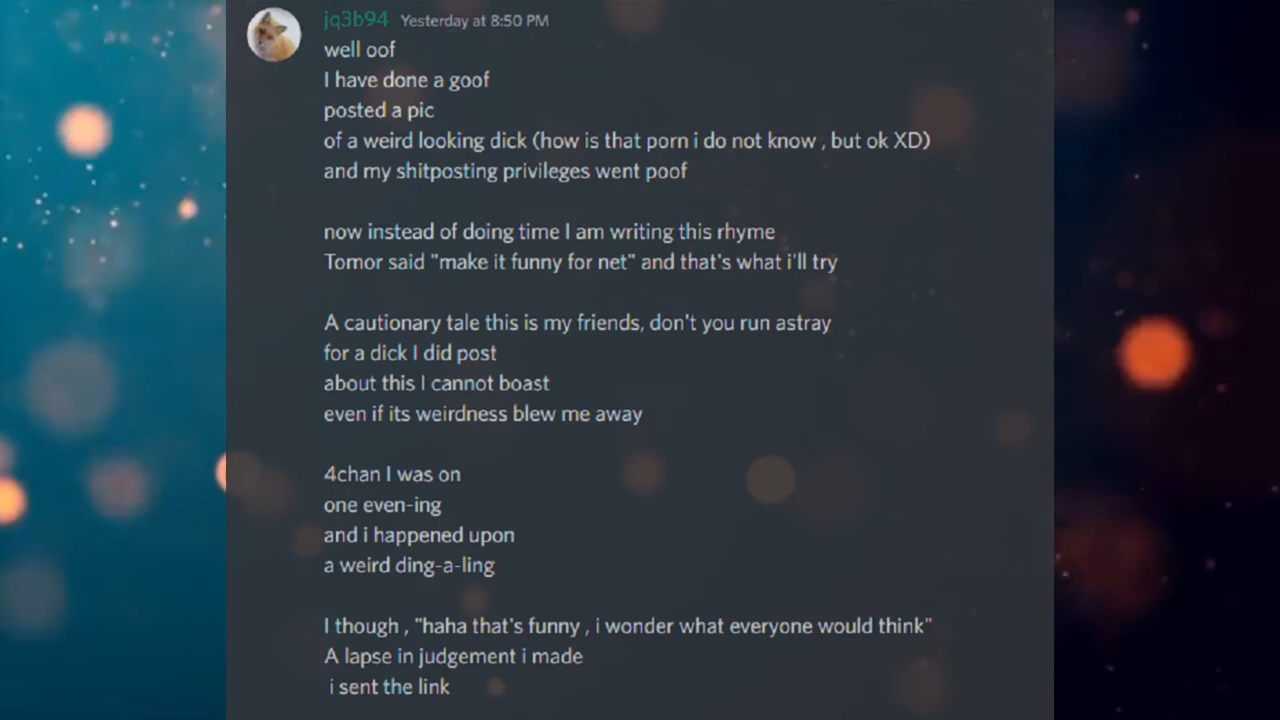 jq3b94 Yesterday at 8:50 PM
well oof
I have done a goof
posted a pic
of a weird looking dick (how is that porn i do not know , but ok XD)
and my shitposting privileges went poof
now instead of doing time I am writing this rhyme
Tomor said "make it funny for net" and that's what i'll try
A cautionary tale this is my friends, don't you run astray
for a dick I did post
about this I cannot boast
even if its weirdness blew me away
4chan I was on
one even-ing
and i happened upon
a weird ding-a-ling
I though , "haha that's funny , i wonder what everyone would think"
A lapse in judgement i made
i sent the link